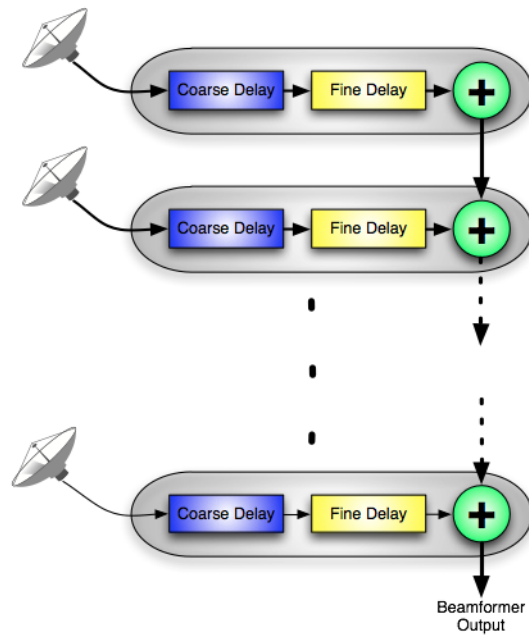 Coarse Delay
Fine Delay
+
Coarse Delay
Fine Delay
+
Coarse Delay
Fine Delay
+
Beamformer
Output